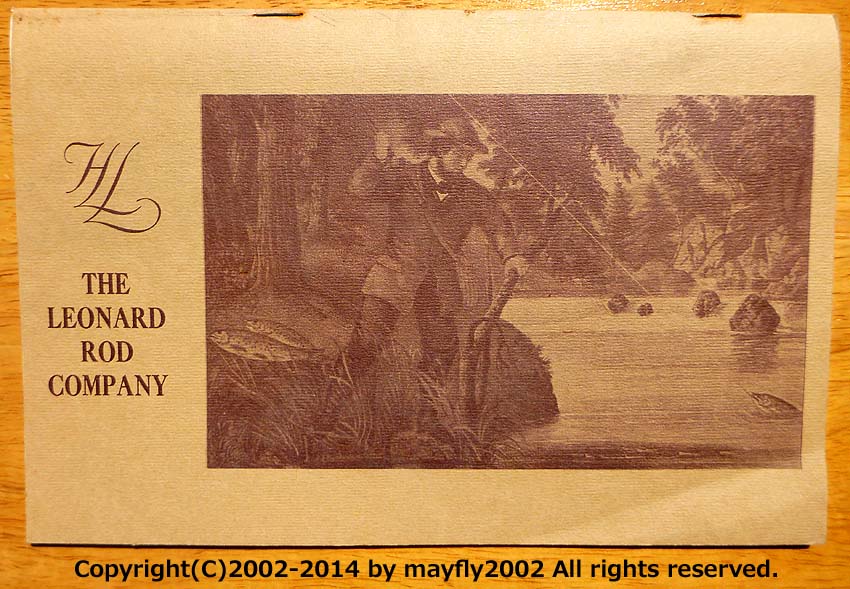 HL
THE
LEONARD
ROD
COMPANY
Copyright(C)2002-2014 by mayfly2002 All rights reserved.